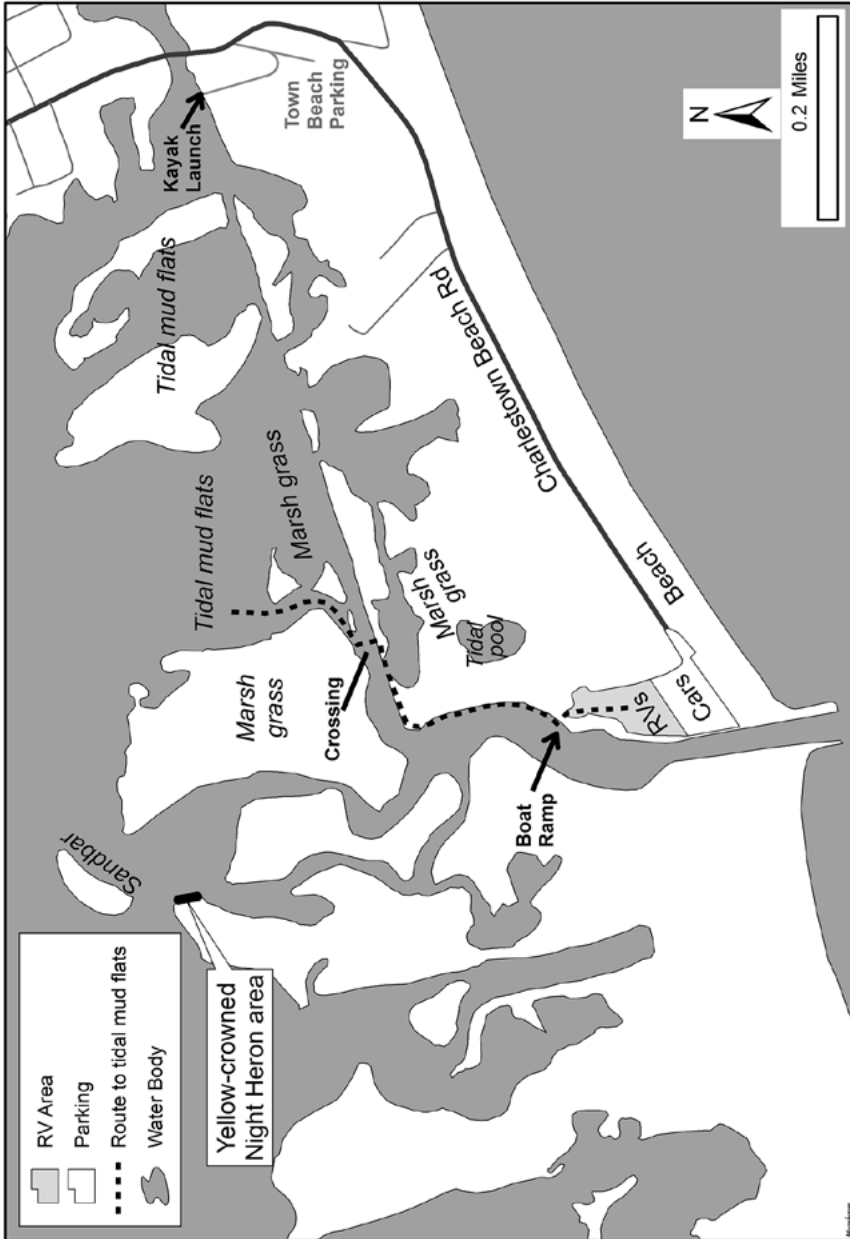 RV Area
Parking
Route to tidal mud flats
Water Body
Yellow-crowned
Night Heron area
Sandbar
Marsh
grass
Tidal mud flats
Tidal mud flats
Marsh grass
Kayak
Launch
Town
Beach
Parking
Crossing
Marsh
grass
Tidal
pool
Charlestown Beach Rd
Boat
Ramp
RVs
Cars
Beach
N
0.2 Miles